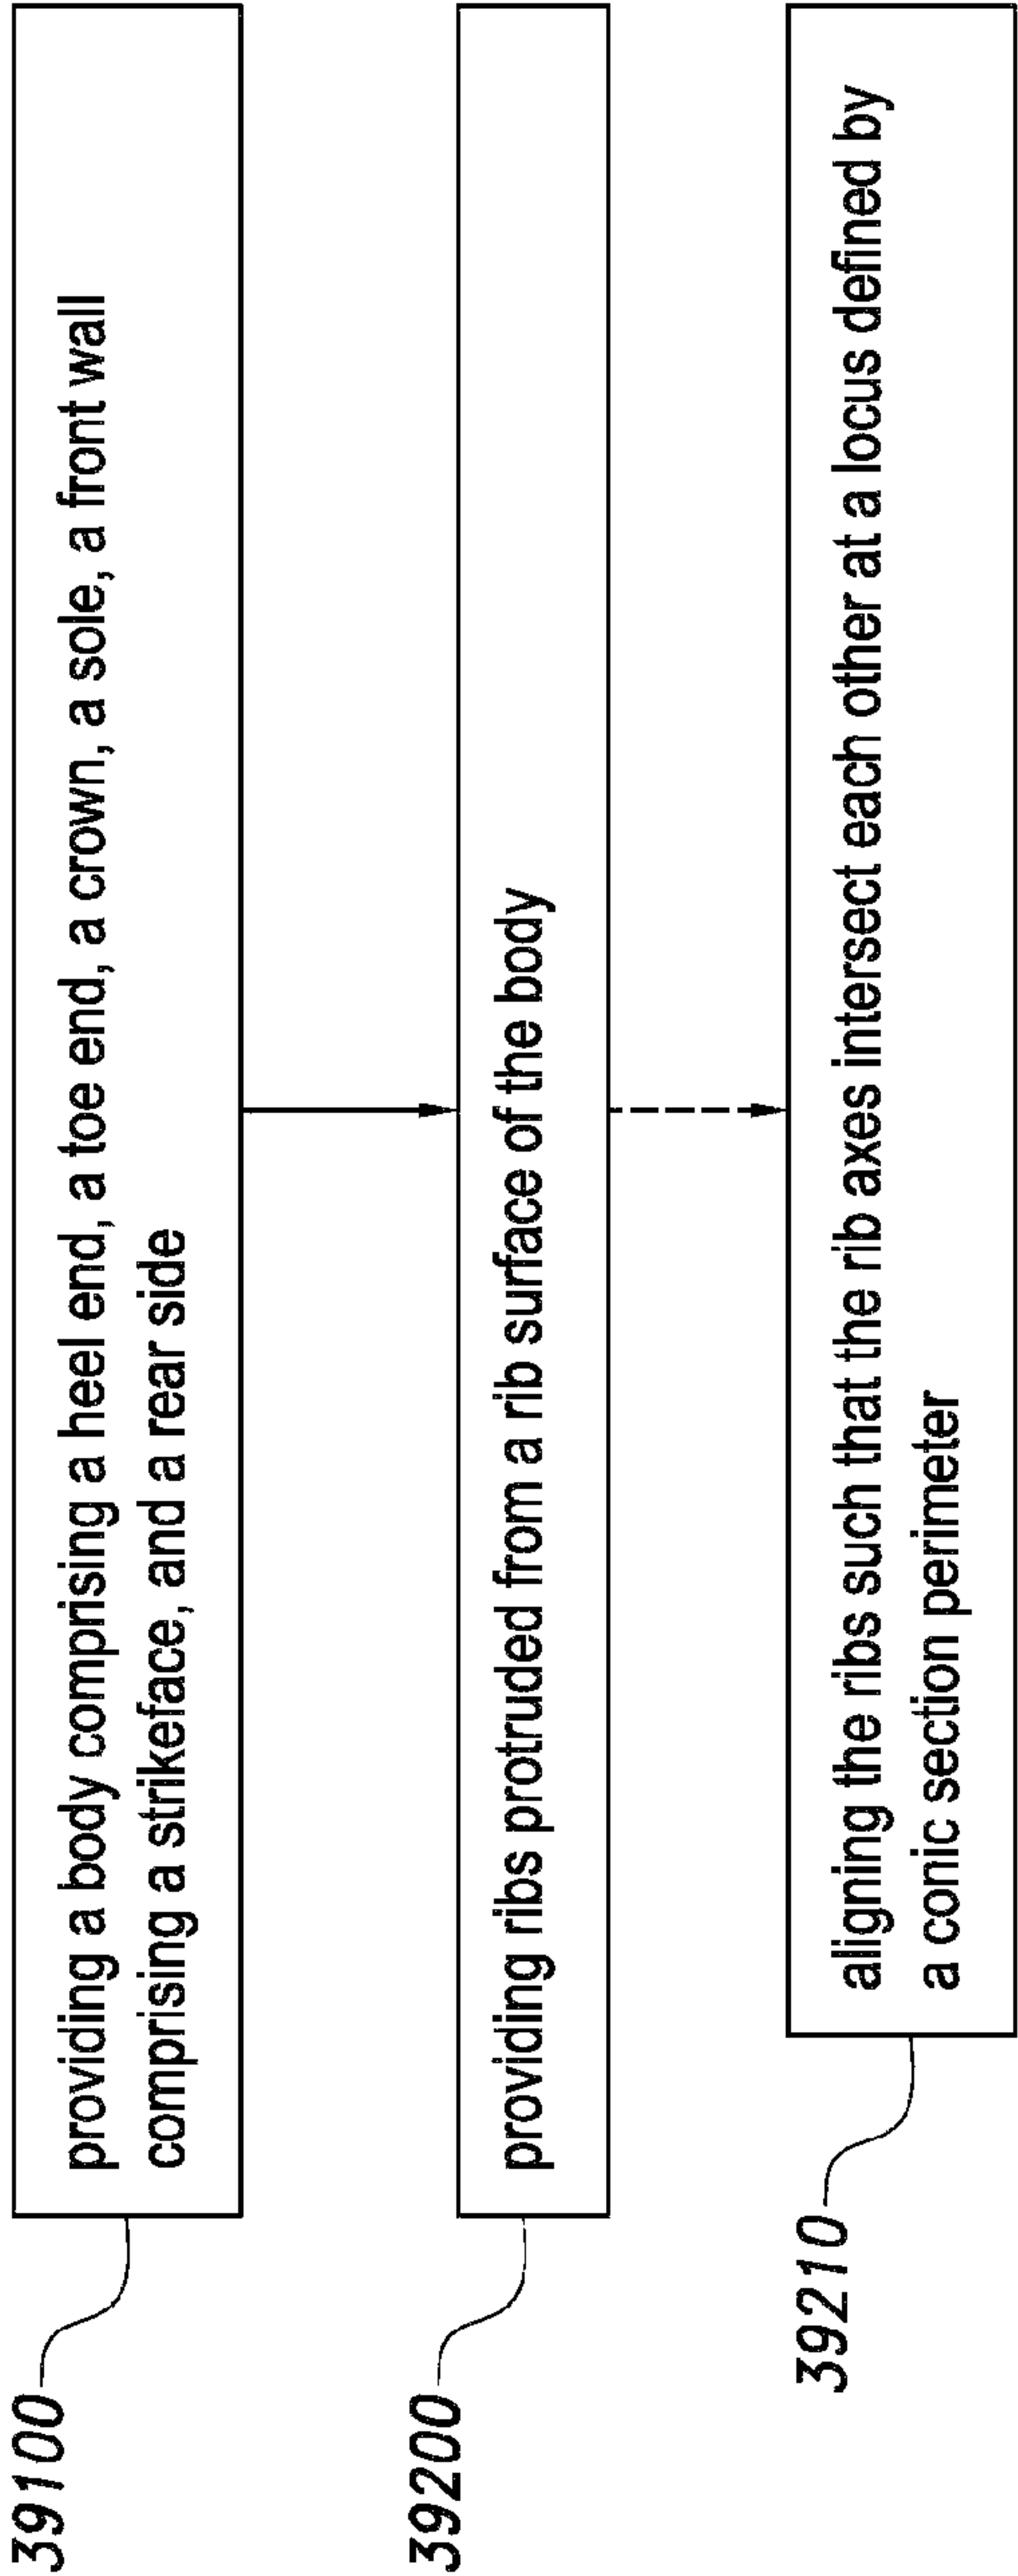 39100
providing a body comprising a heel end, a toe end, a crown, a sole, a front wall
comprising a strikeface, and a rear side
39200
providing ribs protruded from a rib surface of the body
39210
aligning the ribs such that the rib axes intersect each other at a locus defined by
a conic section perimeter